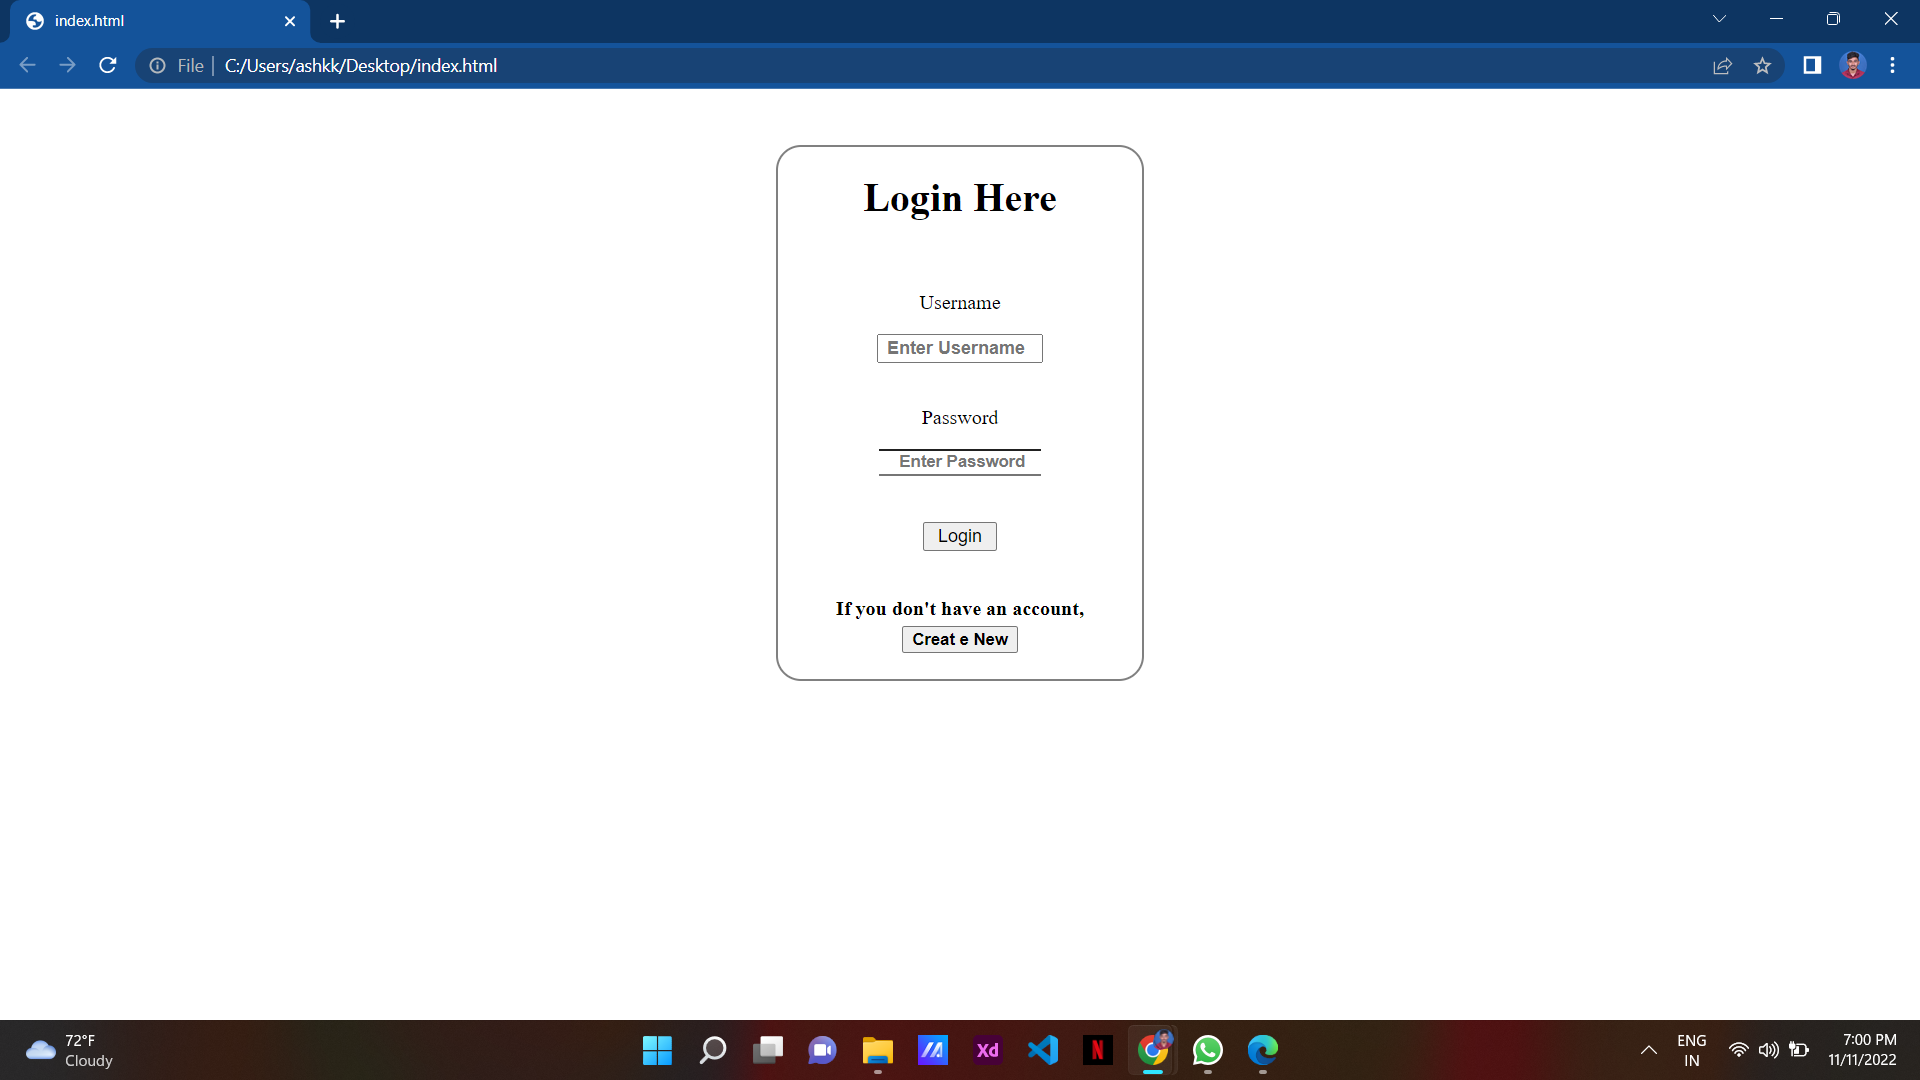 index.html
File
C:/Users/ashkk/Desktop/index.html
Login Here
Username
Enter Username
Password
Enter Password
Login
If you don't have an account,
Creat e New
72°F
Cloudy
Xd
N
ENG
IN
7:00 PM
11/11/2022